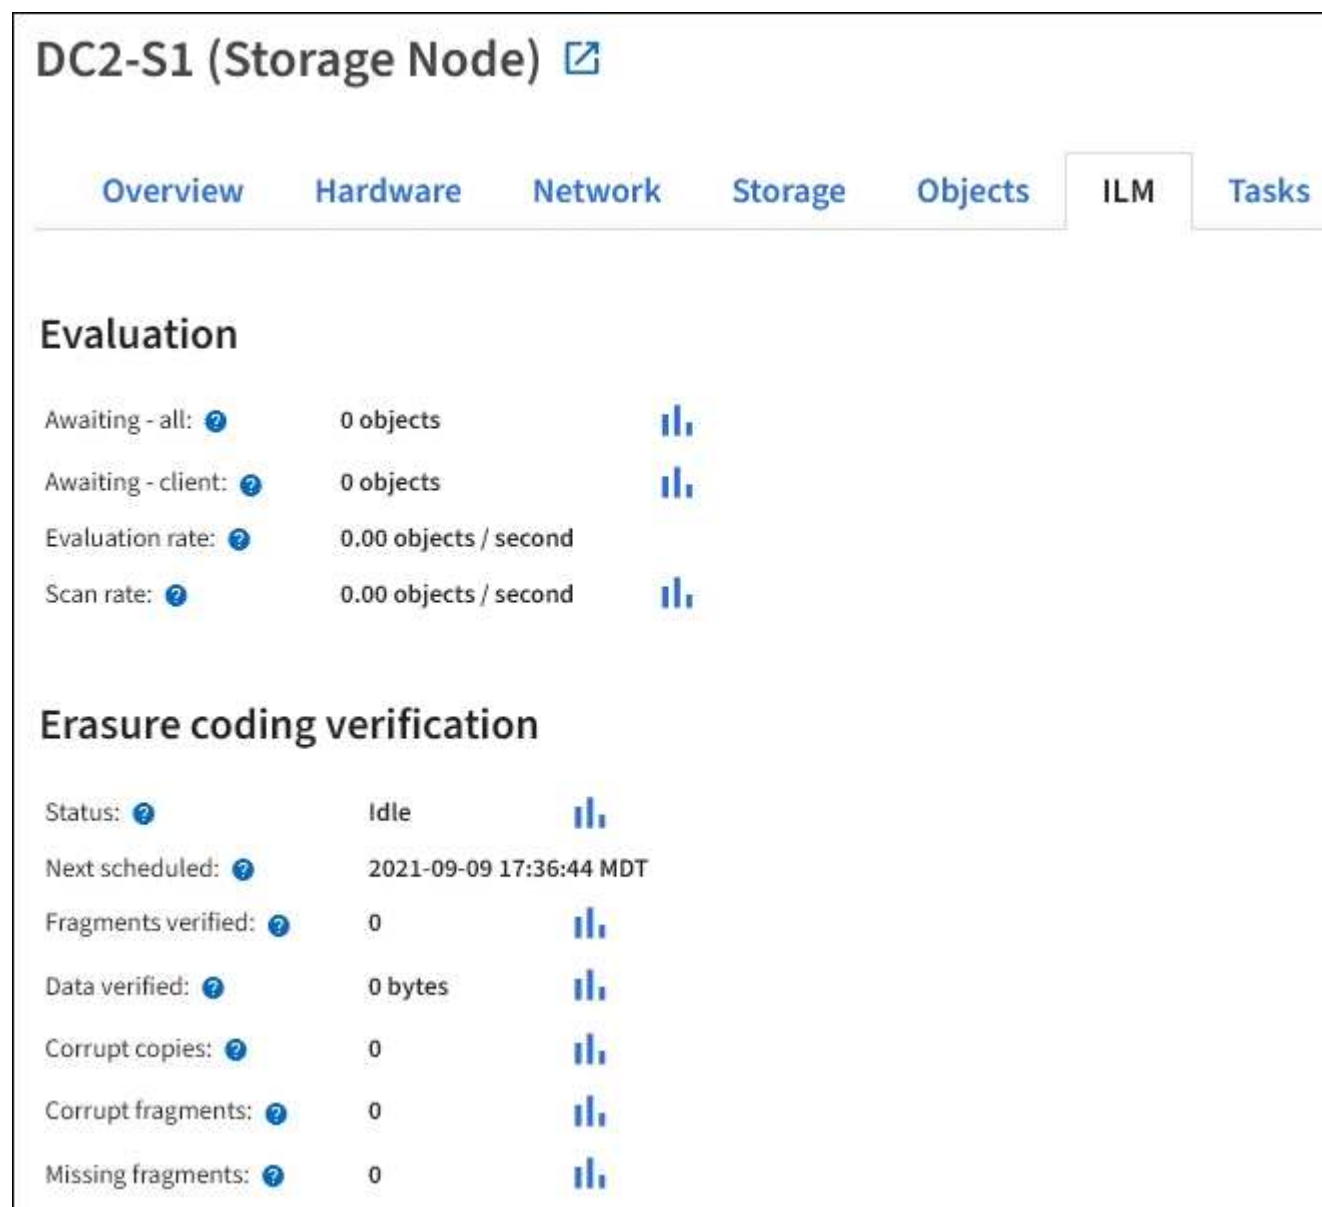 DC2-S1 (Storage Node)
Overview Hardware Network Storage Objects ILM Tasks
Evaluation
Awaiting - all: ? 0 objects
Awaiting - client: ? 0 objects
Evaluation rate: ? 0.00 objects / second
Scan rate: ? 0.00 objects / second
Erasure coding verification
Status: ? Idle
Next scheduled: ? 2021-09-09 17:36:44 MDT
Fragments verified: ? 0
Data verified: ? 0 bytes
Corrupt copies: ? 0
Corrupt fragments: ? 0
Missing fragments: ? 0